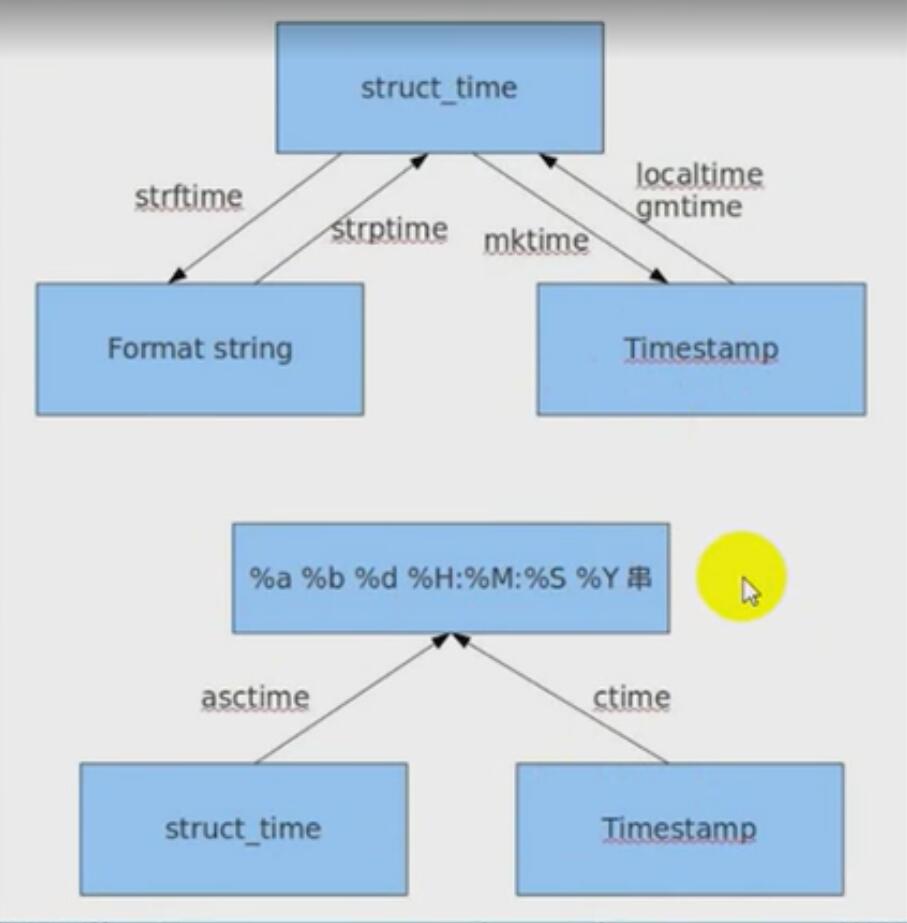 struct_time
strftime
strptime
mktime
localtime
gmtime
Format string
Timestamp
%a %b %d %H:%M:%S %Y 串
asctime
ctime
struct_time
Timestamp